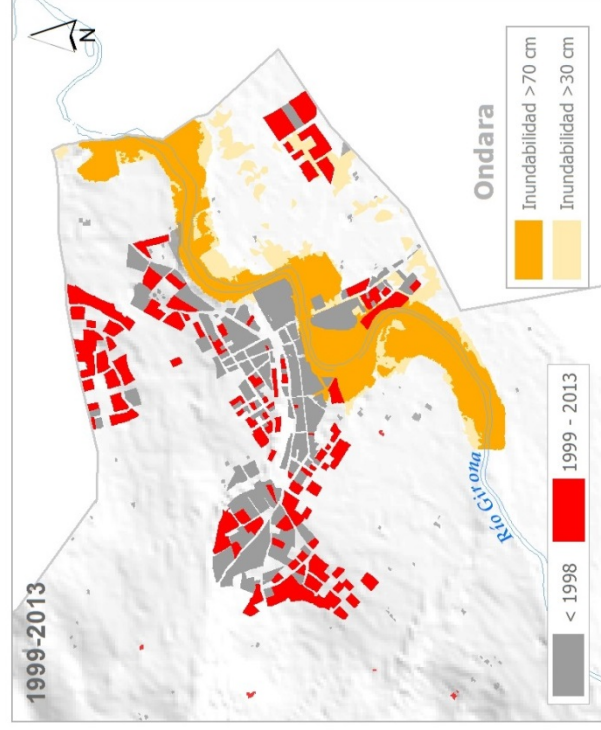 1999-2013
N
Ondara
Inundabilidad >70 cm
Inundabilidad >30 cm
Río Girona
< 1998
1999 - 2013